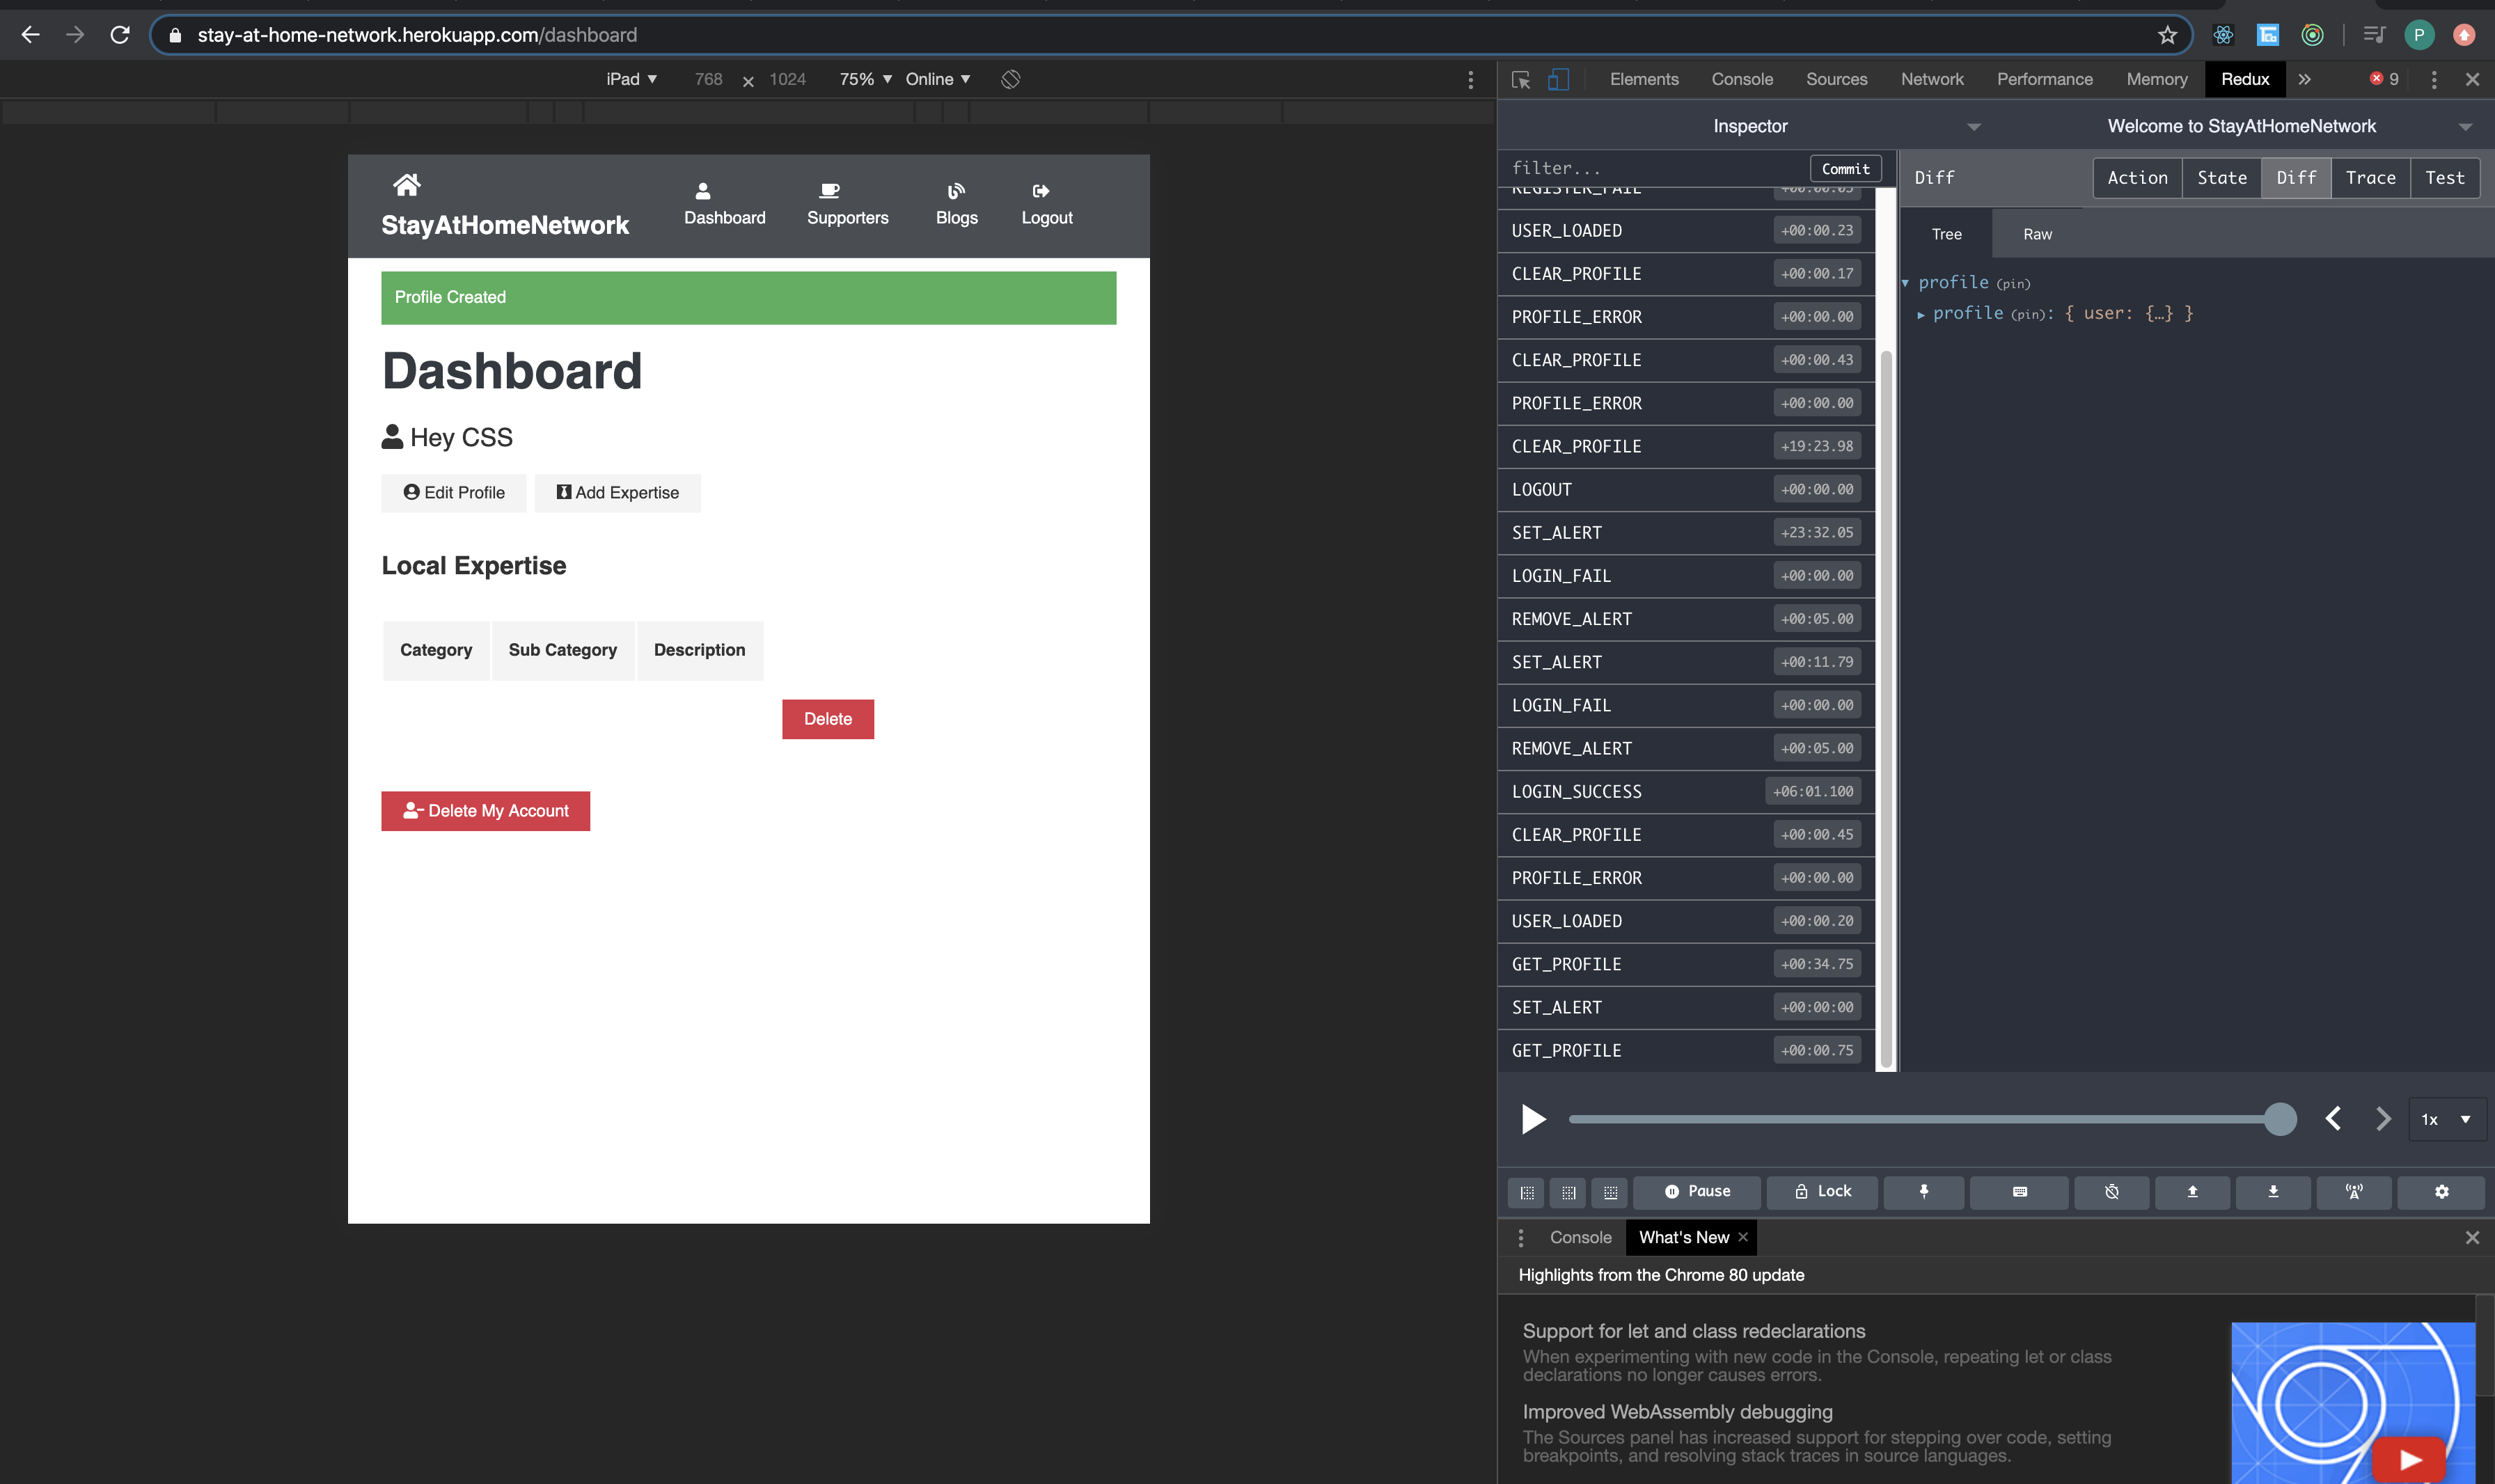 stay-at-home-network.herokuapp.com/dashboard
P
iPad ▼ 768 × 1024 75% ▼ Online ▼
Elements Console Sources Network Performance Memory Redux » 9
Inspector
Welcome to StayAtHomeNetwork
StayAtHomeNetwork
Dashboard
Supporters
Blogs
Logout
Profile Created
Dashboard
Hey CSS
Edit Profile
Add Expertise
Local Expertise
Category Sub Category Description
Delete
Delete My Account
filter...
Commit
REGISTER_FAIL +00:00.05
USER_LOADED +00:00.23
CLEAR_PROFILE +00:00.17
PROFILE_ERROR +00:00.00
CLEAR_PROFILE +00:00.43
PROFILE_ERROR +00:00.00
CLEAR_PROFILE +19:23.98
LOGOUT +00:00.00
SET_ALERT +23:32.05
LOGIN_FAIL +00:00.00
REMOVE_ALERT +00:05.00
SET_ALERT +00:11.79
LOGIN_FAIL +00:00.00
REMOVE_ALERT +00:05.00
LOGIN_SUCCESS +06:01.100
CLEAR_PROFILE +00:00.45
PROFILE_ERROR +00:00.00
USER_LOADED +00:00.20
GET_PROFILE +00:34.75
SET_ALERT +00:00:00
GET_PROFILE +00:00.75
Diff
Action State Diff Trace Test
Tree Raw
profile (pin)
profile (pin): { user: {…} }
1x
Pause
Lock
Console What's New ×
Highlights from the Chrome 80 update
Support for let and class redeclarations
When experimenting with new code in the Console, repeating let or class
declarations no longer causes errors.
Improved WebAssembly debugging
The Sources panel has increased support for stepping over code, setting
breakpoints, and resolving stack traces in source languages.